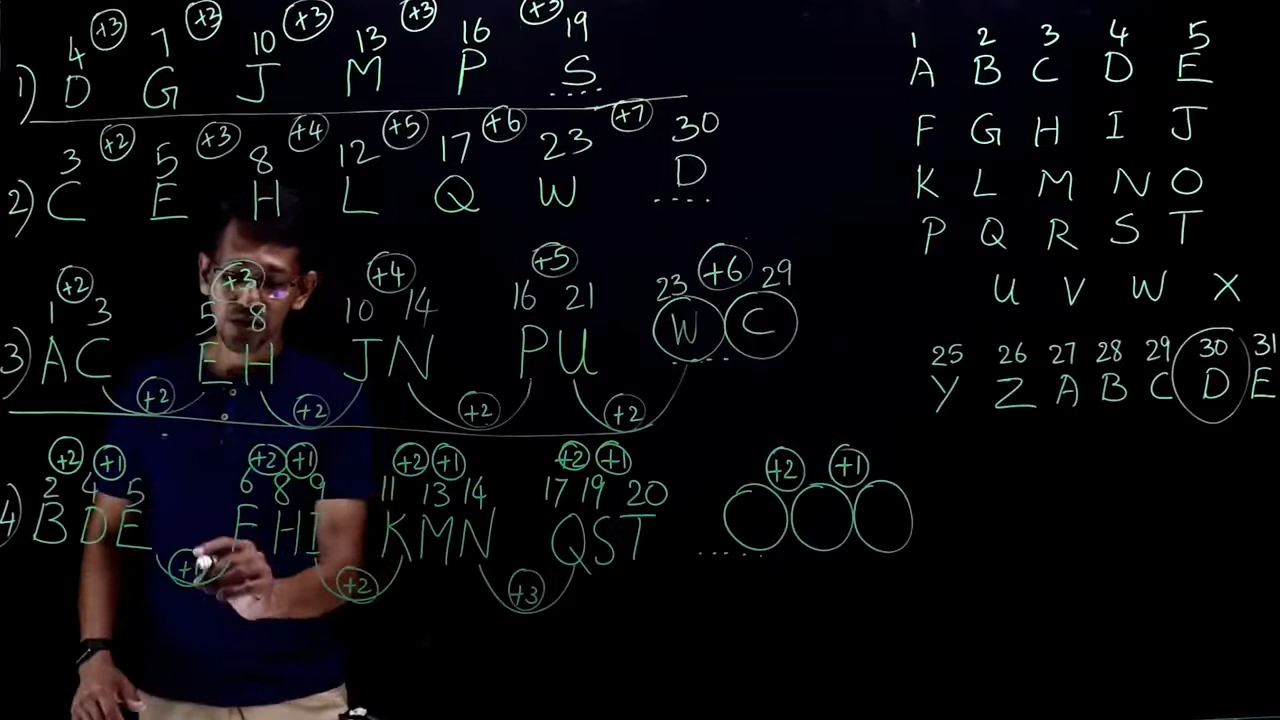 4 +3 7 +3 10 +3 13 +3 16 +3 19
1) D G J M P S .....
3 +2 5 +3 8 +4 12 +5 17 +6 23 +7 30
2) C E H L Q W D .....
1 +2 3 5 +3 8 10 +4 14 16 +5 21 23 +6 29
3) A C E H J N P U W C .....
+2 +2 +2 +2
+2 +1 +2 +1 +2 +1 +2 +1 +2 +1
2 4 5 6 8 9 11 13 14 17 19 20
4) B D E F H I K M N Q S T .....
+1 +2 +3
1 2 3 4 5
A B C D E
F G H I J
K L M N O
P Q R S T
U V W X
25 26 27 28 29 30 31
Y Z A B C D E